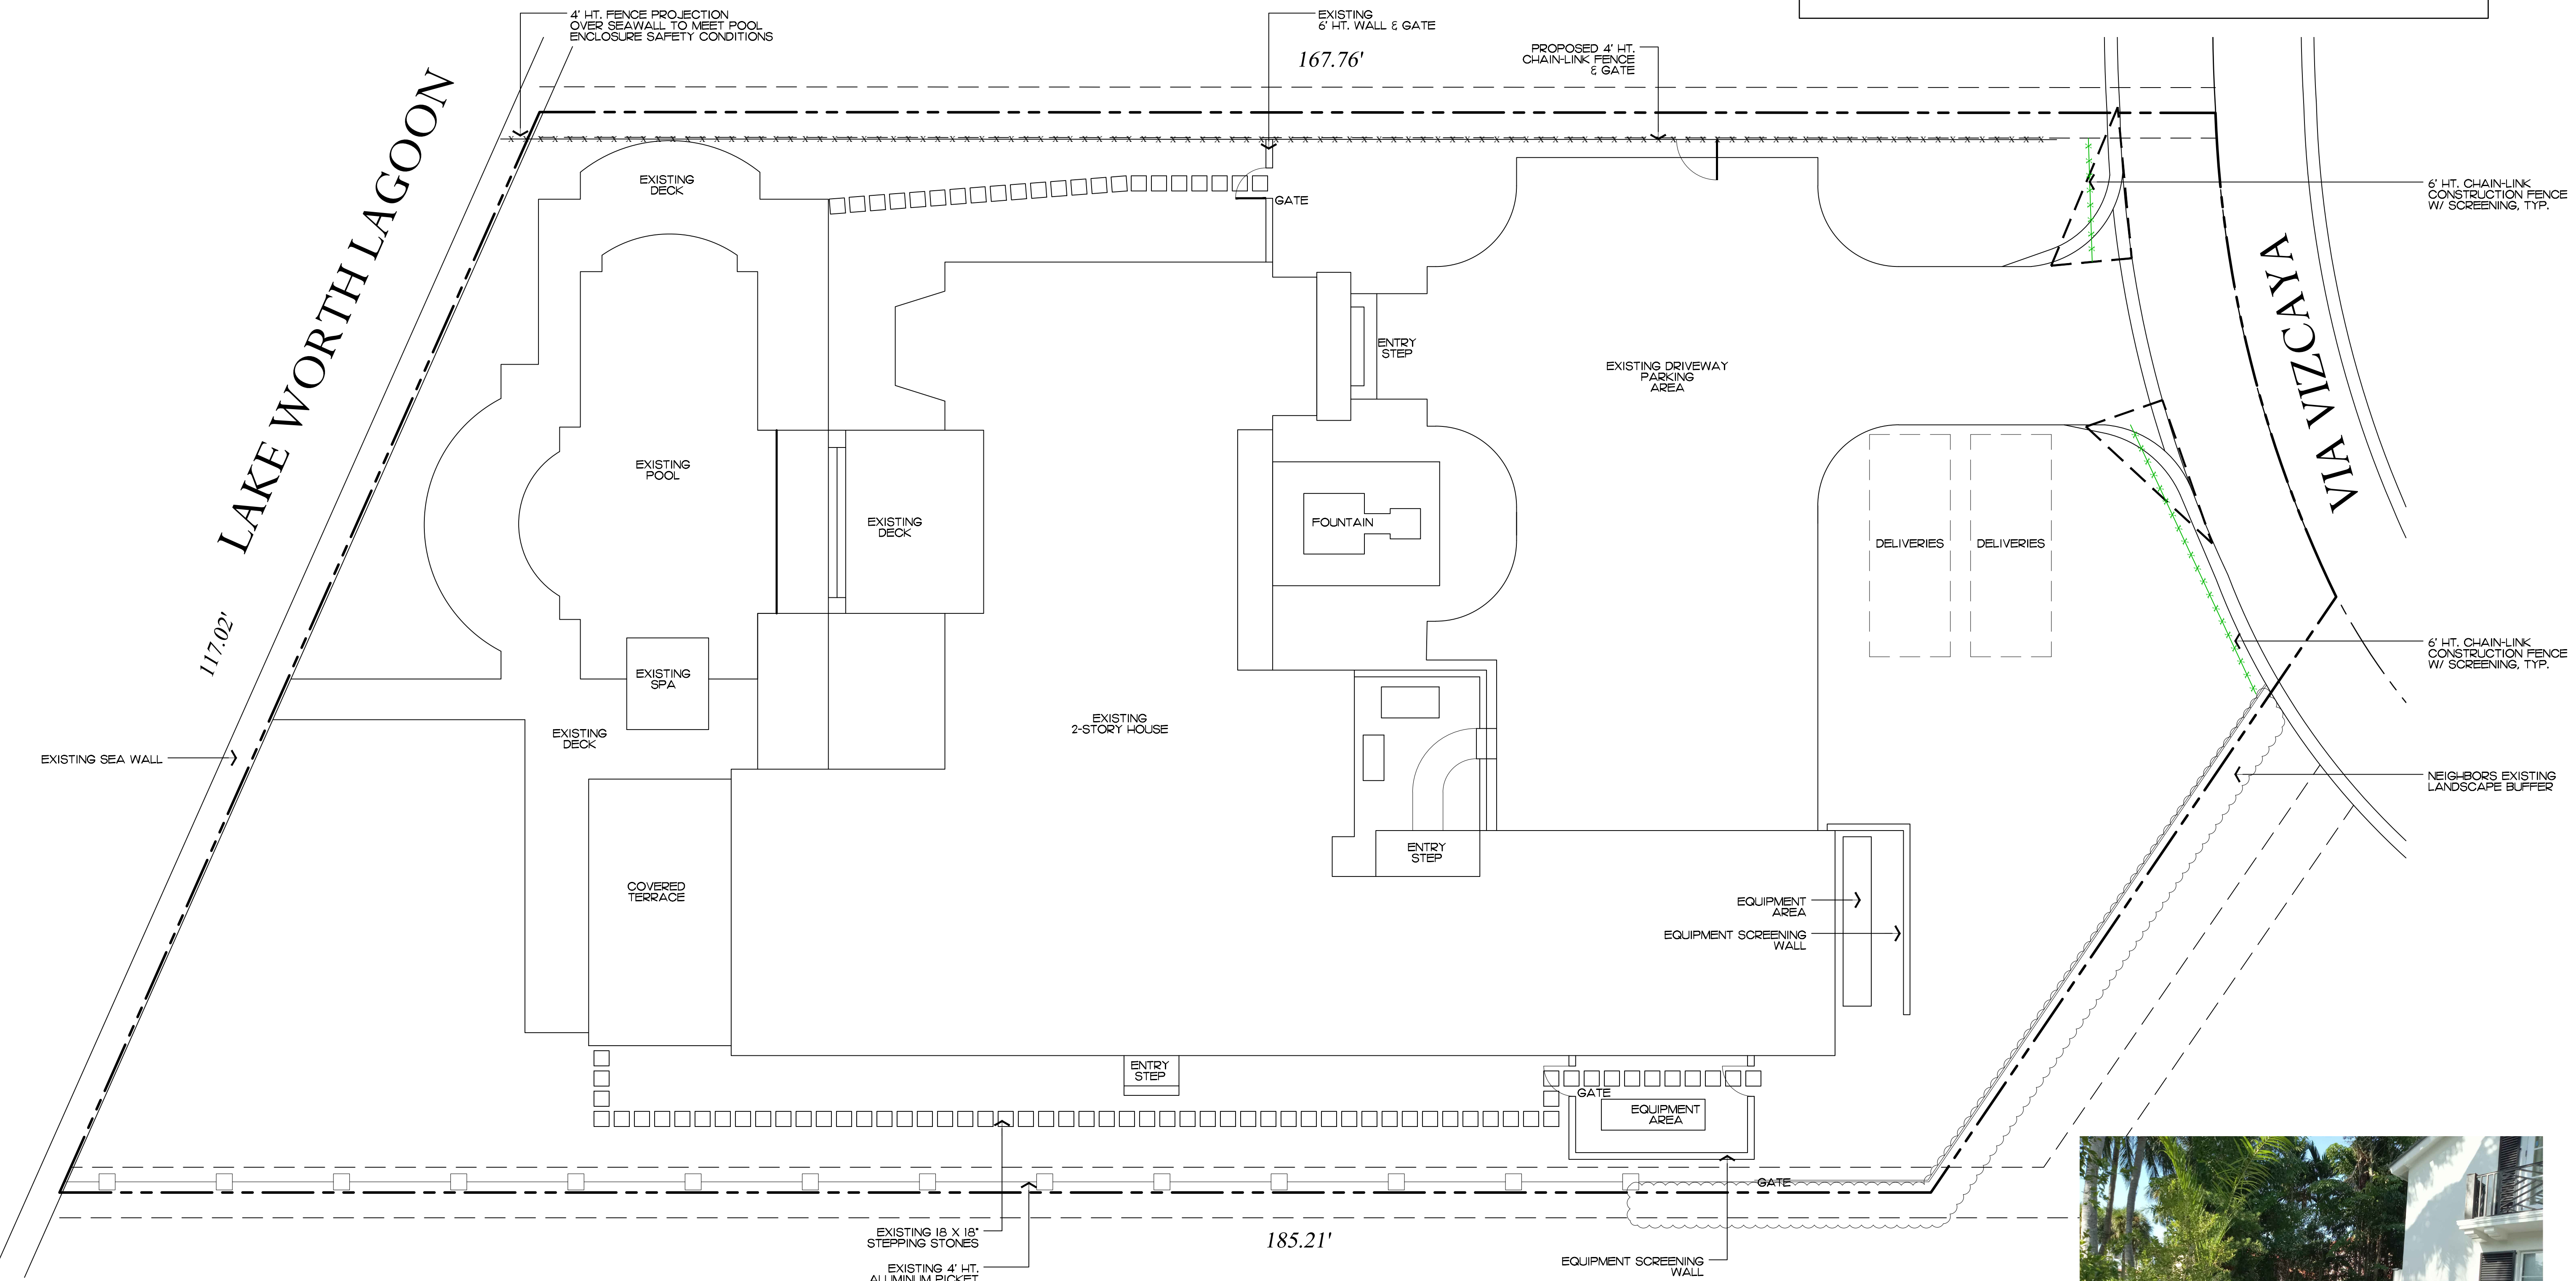 4' HT. FENCE PROJECTION
OVER SEAWALL TO MEET POOL
ENCLOSURE SAFETY CONDITIONS
EXISTING
6' HT. WALL & GATE
167.76'
PROPOSED 4' HT.
CHAIN-LINK FENCE
& GATE
LAKE WORTH LAGOON
EXISTING
DECK
GATE
6' HT. CHAIN-LINK
CONSTRUCTION FENCE
W/ SCREENING, TYP.
VIA VIZCAYA
ENTRY
STEP
EXISTING DRIVEWAY
PARKING
AREA
EXISTING
POOL
EXISTING
DECK
FOUNTAIN
DELIVERIES
DELIVERIES
117.02'
EXISTING
SPA
6' HT. CHAIN-LINK
CONSTRUCTION FENCE
W/ SCREENING, TYP.
EXISTING
2-STORY HOUSE
EXISTING
DECK
EXISTING SEA WALL
NEIGHBORS EXISTING
LANDSCAPE BUFFER
ENTRY
STEP
COVERED
TERRACE
EQUIPMENT
AREA
EQUIPMENT SCREENING
WALL
ENTRY
STEP
GATE
EQUIPMENT
AREA
GATE
EXISTING 18 X 18"
STEPPING STONES
185.21'
EQUIPMENT SCREENING
WALL
EXISTING 4' HT.
ALUMINUM PICKET